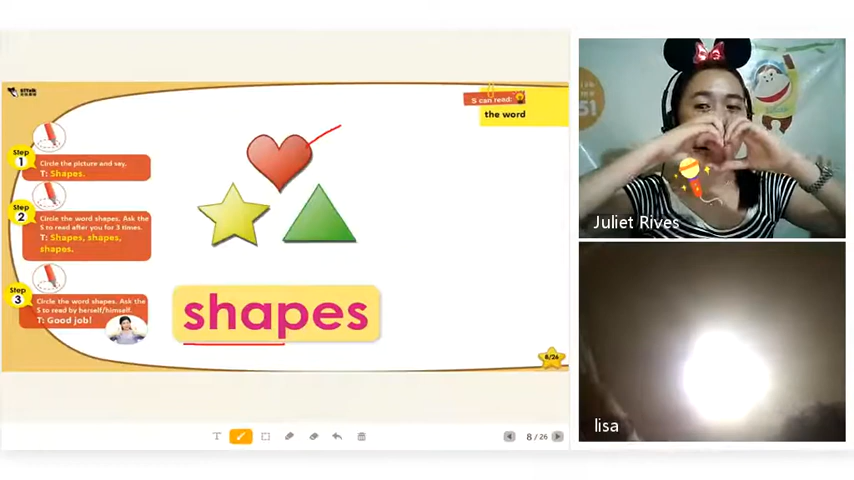 51Talk
S can read:
the word
Step
1
Circle the picture and say.
T: Shapes.
Step
2
Circle the word shapes. Ask the
S to read after you for 3 times.
T: Shapes, shapes,
shapes.
Step
3
Circle the word shapes. Ask the
S to read by herself/himself.
T: Good job!
shapes
8/26
T
8 / 26
51
Juliet Rives
lisa